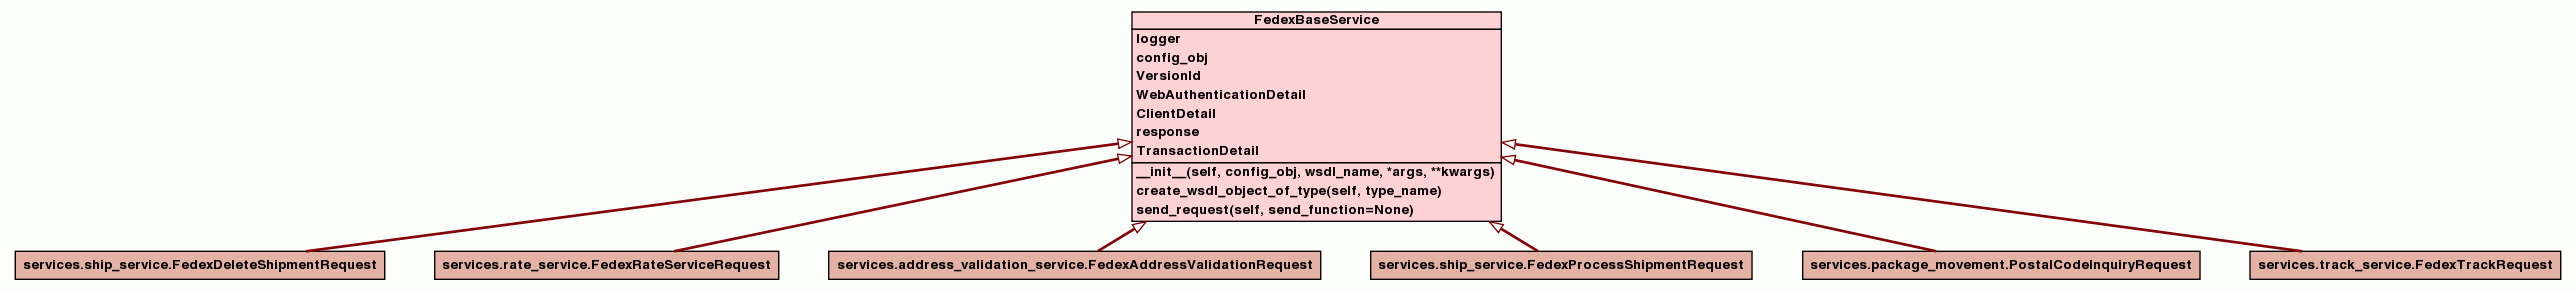 FedexBaseService
logger
config_obj
VersionId
WebAuthenticationDetail
ClientDetail
response
TransactionDetail
__init__(self, config_obj, wsdl_name, *args, **kwargs)
create_wsdl_object_of_type(self, type_name)
send_request(self, send_function=None)
services.ship_service.FedexDeleteShipmentRequest
services.rate_service.FedexRateServiceRequest
services.address_validation_service.FedexAddressValidationRequest
services.ship_service.FedexProcessShipmentRequest
services.package_movement.PostalCodeInquiryRequest
services.track_service.FedexTrackRequest